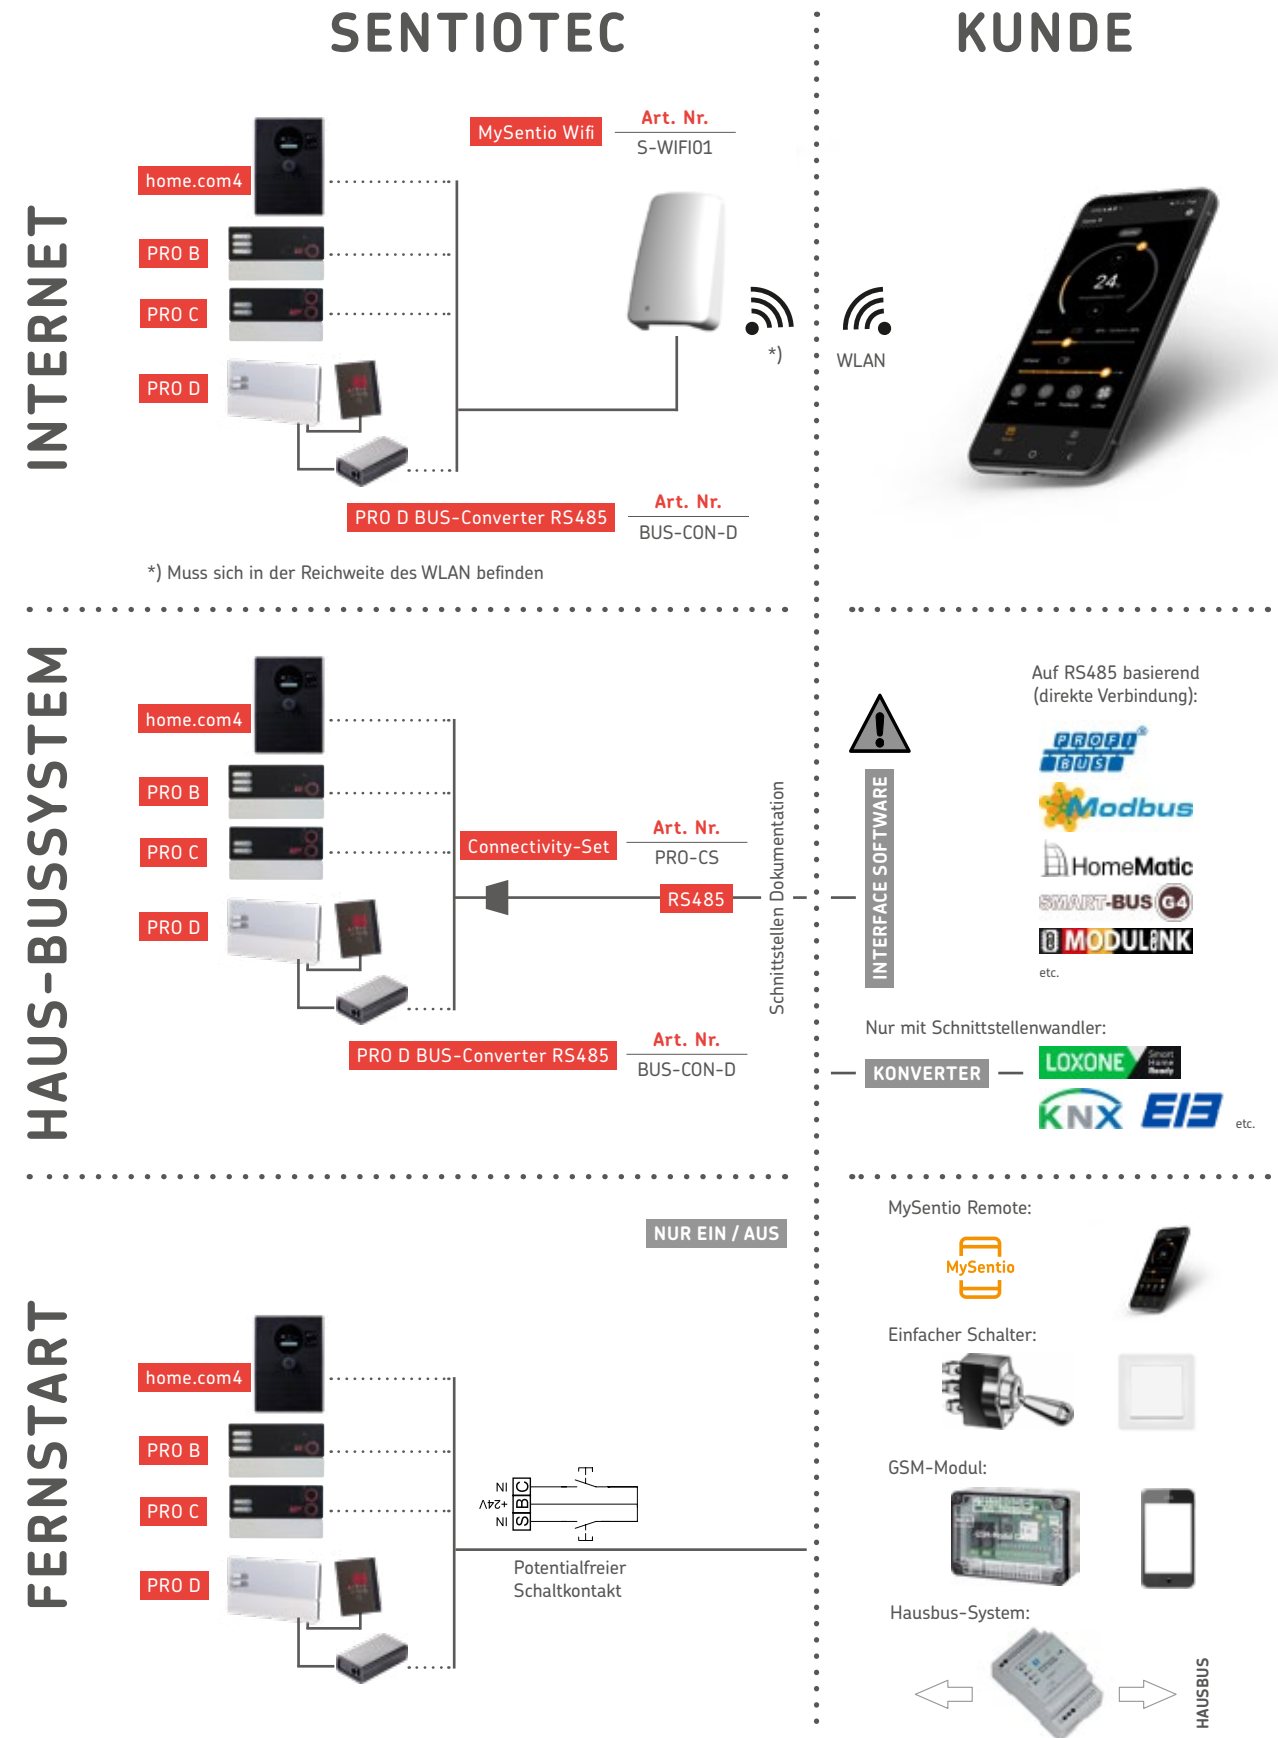 SENTIOTEC
KUNDE
INTERNET
MySentio Wifi
Art. Nr.
S-WIFI01
home.com4
PRO B
PRO C
PRO D
*)
WLAN
24
PRO D BUS-Converter RS485
Art. Nr.
BUS-CON-D
*) Muss sich in der Reichweite des WLAN befinden
HAUS-BUSSYSTEM
home.com4
PRO B
PRO C
PRO D
Connectivity-Set
Art. Nr.
PRO-CS
RS485
Schnittstellen Dokumentation
PRO D BUS-Converter RS485
Art. Nr.
BUS-CON-D
INTERFACE SOFTWARE
Auf RS485 basierend
(direkte Verbindung):
PROFI
BUS
®
Modbus
HomeMatic
SMART-BUS G4
MODULINK
etc.
Nur mit Schnittstellenwandler:
KONVERTER
LOXONE
Smart
Home
Ready
KNX
EIB
etc.
FERNSTART
NUR EIN / AUS
home.com4
PRO B
PRO C
PRO D
IN C
+24V B
IN S
Potentialfreier
Schaltkontakt
MySentio Remote:
MySentio
Einfacher Schalter:
GSM-Modul:
Hausbus-System:
HAUSBUS